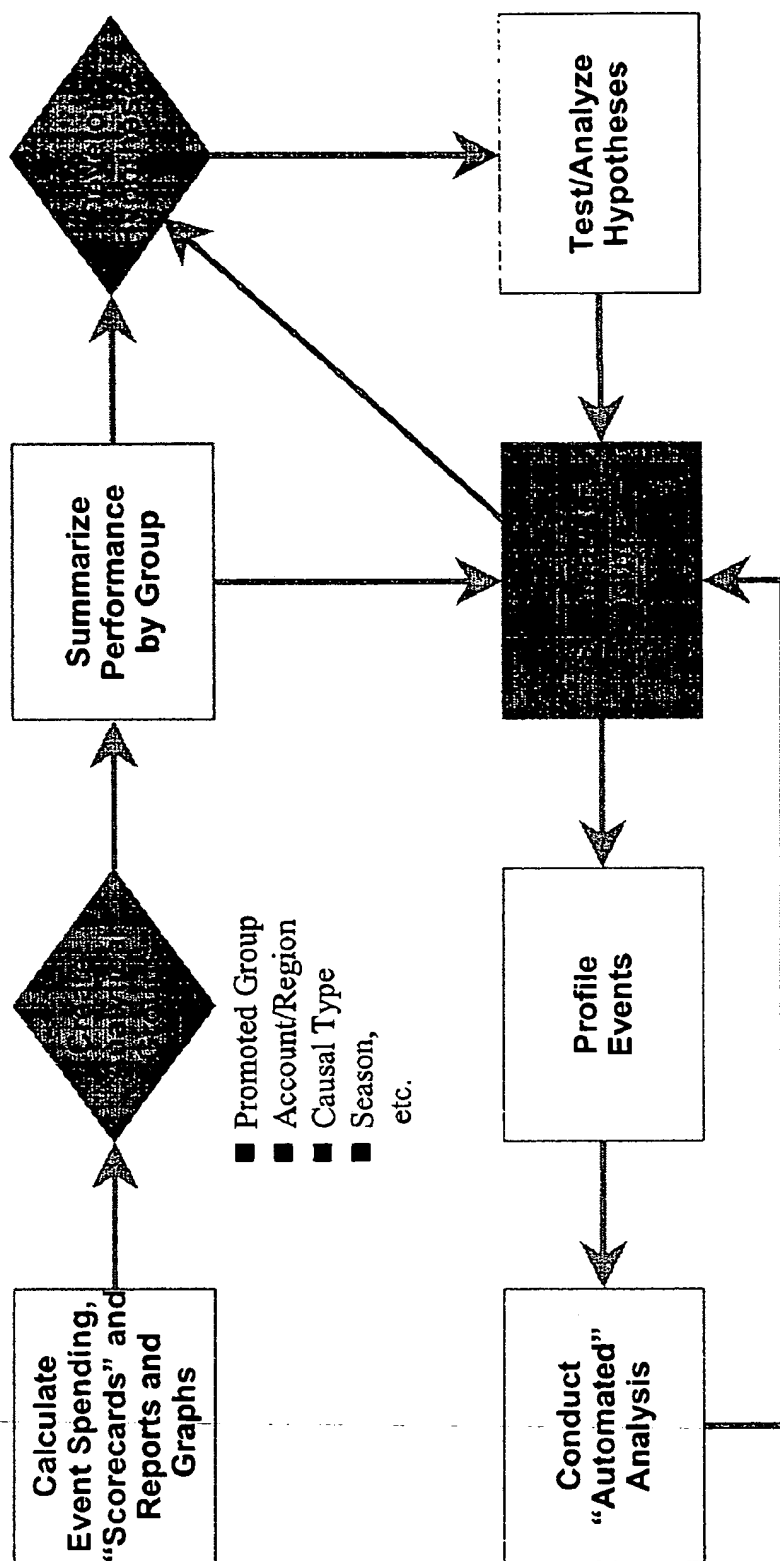 Calculate
Event Spending,
“Scorecards” and
Reports and
Graphs
■ Promoted Group
■ Account/Region
■ Causal Type
■ Season,
etc.
Summarize
Performance
by Group
Test/Analyze
Hypotheses
Profile
Events
Conduct
“Automated”
Analysis